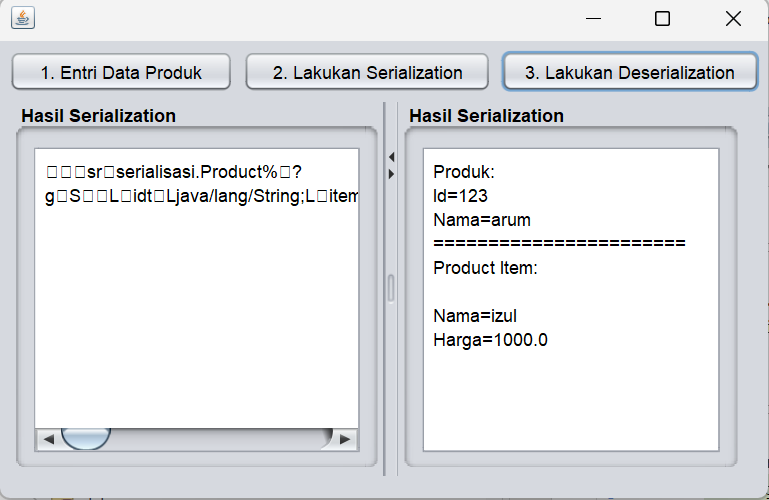 1. Entri Data Produk
2. Lakukan Serialization
3. Lakukan Deserialization
Hasil Serialization
□□□sr□serialisasi.Product%□?
g□S□□L□idt□Ljava/lang/String;L□item
Hasil Serialization
Produk:
Id=123
Nama=arum
=======================
Product Item:
Nama=izul
Harga=1000.0